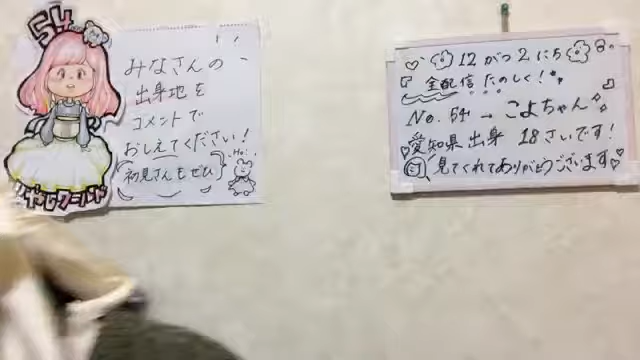 54
みなさんの
出身地を
コメントで
おしえてください!
初見さんもぜひ
12がつ2にち
全配信たのしく!
No.54→こよちゃん
愛知県出身 18さいです!
見てくれてありがとうございます